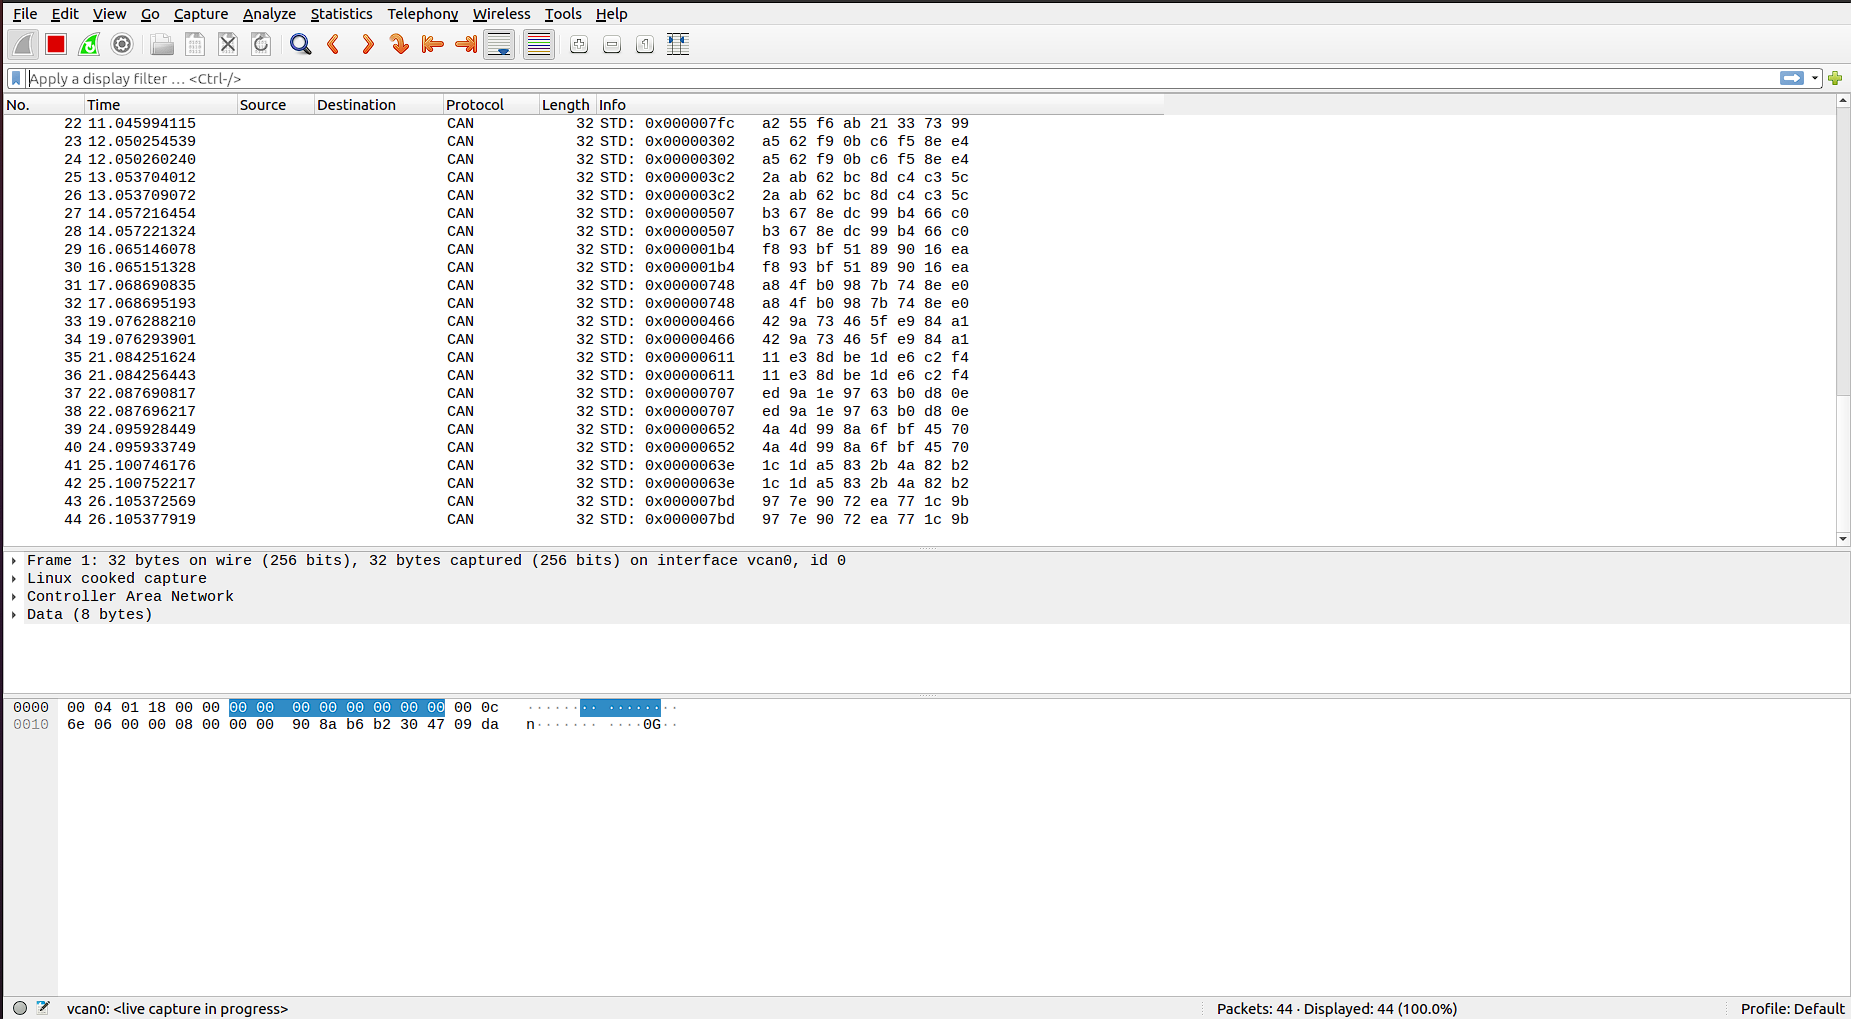 File Edit View Go Capture Analyze Statistics Telephony Wireless Tools Help
Apply a display filter … <Ctrl-/>
No. Time Source Destination Protocol Length Info
22 11.045994115 CAN 32 STD: 0x000007fc a2 55 f6 ab 21 33 73 99
23 12.050254539 CAN 32 STD: 0x00000302 a5 62 f9 0b c6 f5 8e e4
24 12.050260240 CAN 32 STD: 0x00000302 a5 62 f9 0b c6 f5 8e e4
25 13.053704012 CAN 32 STD: 0x000003c2 2a ab 62 bc 8d c4 c3 5c
26 13.053709072 CAN 32 STD: 0x000003c2 2a ab 62 bc 8d c4 c3 5c
27 14.057216454 CAN 32 STD: 0x00000507 b3 67 8e dc 99 b4 66 c0
28 14.057221324 CAN 32 STD: 0x00000507 b3 67 8e dc 99 b4 66 c0
29 16.065146078 CAN 32 STD: 0x000001b4 f8 93 bf 51 89 90 16 ea
30 16.065151328 CAN 32 STD: 0x000001b4 f8 93 bf 51 89 90 16 ea
31 17.068690835 CAN 32 STD: 0x00000748 a8 4f b0 98 7b 74 8e e0
32 17.068695193 CAN 32 STD: 0x00000748 a8 4f b0 98 7b 74 8e e0
33 19.076288210 CAN 32 STD: 0x00000466 42 9a 73 46 5f e9 84 a1
34 19.076293901 CAN 32 STD: 0x00000466 42 9a 73 46 5f e9 84 a1
35 21.084251624 CAN 32 STD: 0x00000611 11 e3 8d be 1d e6 c2 f4
36 21.084256443 CAN 32 STD: 0x00000611 11 e3 8d be 1d e6 c2 f4
37 22.087690817 CAN 32 STD: 0x00000707 ed 9a 1e 97 63 b0 d8 0e
38 22.087696217 CAN 32 STD: 0x00000707 ed 9a 1e 97 63 b0 d8 0e
39 24.095928449 CAN 32 STD: 0x00000652 4a 4d 99 8a 6f bf 45 70
40 24.095933749 CAN 32 STD: 0x00000652 4a 4d 99 8a 6f bf 45 70
41 25.100746176 CAN 32 STD: 0x0000063e 1c 1d a5 83 2b 4a 82 b2
42 25.100752217 CAN 32 STD: 0x0000063e 1c 1d a5 83 2b 4a 82 b2
43 26.105372569 CAN 32 STD: 0x000007bd 97 7e 90 72 ea 77 1c 9b
44 26.105377919 CAN 32 STD: 0x000007bd 97 7e 90 72 ea 77 1c 9b
Frame 1: 32 bytes on wire (256 bits), 32 bytes captured (256 bits) on interface vcan0, id 0
Linux cooked capture
Controller Area Network
Data (8 bytes)
0000 00 04 01 18 00 00 00 00 00 00 00 00 00 00 00 0c ········ ········
0010 6e 06 00 00 08 00 00 00 90 8a b6 b2 30 47 09 da n······· ····0G··
vcan0: <live capture in progress> Packets: 44 · Displayed: 44 (100.0%) Profile: Default